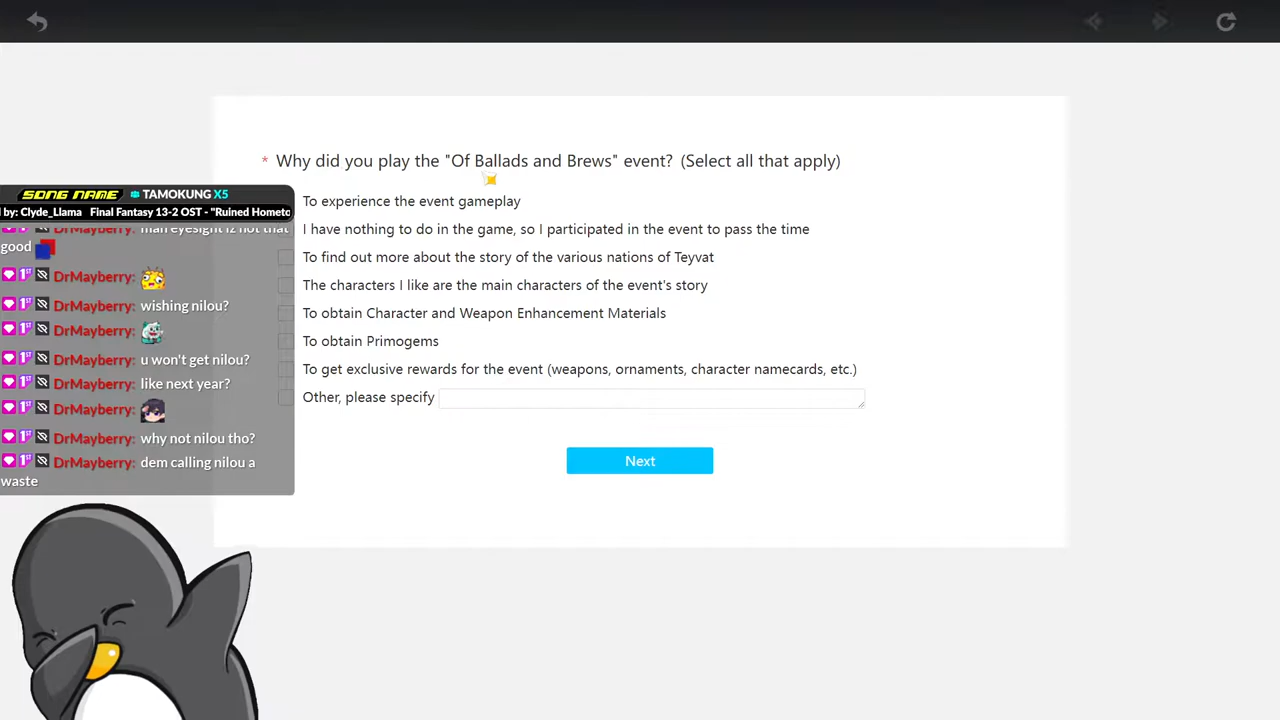 * Why did you play the "Of Ballads and Brews" event? (Select all that apply)
To experience the event gameplay
I have nothing to do in the game, so I participated in the event to pass the time
To find out more about the story of the various nations of Teyvat
The characters I like are the main characters of the event's story
To obtain Character and Weapon Enhancement Materials
To obtain Primogems
To get exclusive rewards for the event (weapons, ornaments, character namecards, etc.)
Other, please specify
Next
SONG NAME TAMOKUNG X5
by: Clyde_Llama Final Fantasy 13-2 OST - "Ruined Hometo
DrMayberry: man eyesight iz not that
good
DrMayberry:
DrMayberry: wishing nilou?
DrMayberry:
DrMayberry: u won't get nilou?
DrMayberry: like next year?
DrMayberry:
DrMayberry: why not nilou tho?
DrMayberry: dem calling nilou a
waste